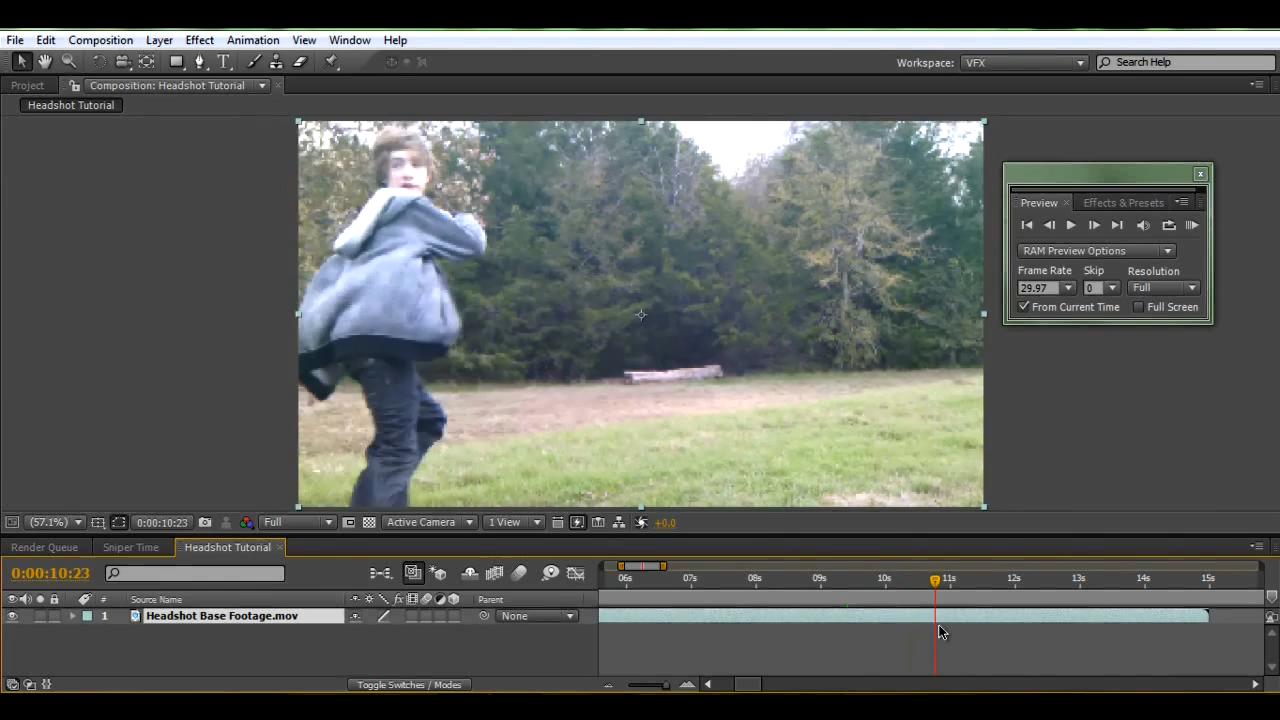 File Edit Composition Layer Effect Animation View Window Help
T Workspace: VFX Search Help
Project Composition: Headshot Tutorial
Headshot Tutorial
x
Preview Effects & Presets
RAM Preview Options
Frame Rate Skip Resolution
29.97 0 Full
From Current Time Full Screen
(57.1%) 0:00:10:23 Full Active Camera 1 View +0.0
Render Queue Sniper Time Headshot Tutorial
0:00:10:23 06s 07s 08s 09s 10s 11s 12s 13s 14s 15s
# Source Name fx Parent
1 Headshot Base Footage.mov None
Toggle Switches / Modes